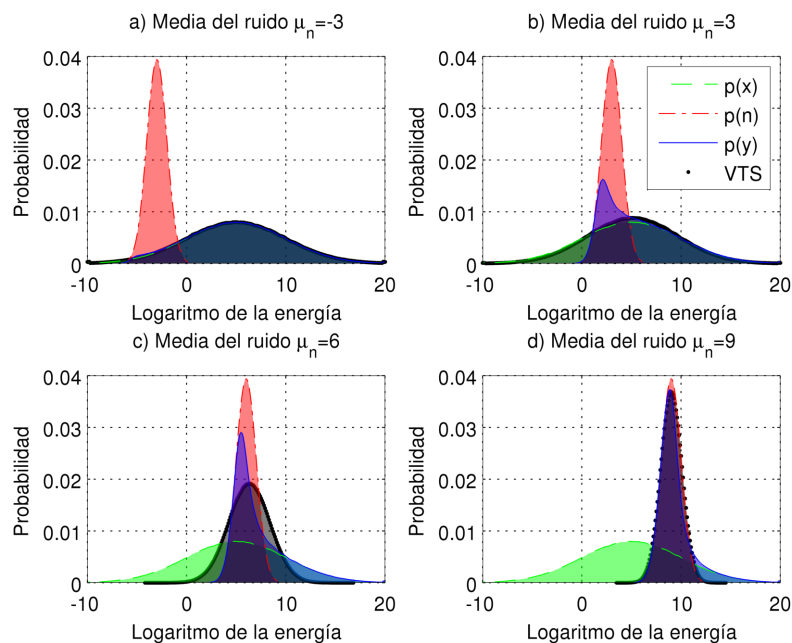 a) Media del ruido μn=-3
0.04
0.03
0.02
0.01
0
-10
0
10
20
Probabilidad
Logaritmo de la energía
b) Media del ruido μn=3
0.04
0.03
0.02
0.01
0
-10
0
10
20
Probabilidad
Logaritmo de la energía
p(x)
p(n)
p(y)
VTS
c) Media del ruido μn=6
0.04
0.03
0.02
0.01
0
-10
0
10
20
Probabilidad
Logaritmo de la energía
d) Media del ruido μn=9
0.04
0.03
0.02
0.01
0
-10
0
10
20
Probabilidad
Logaritmo de la energía